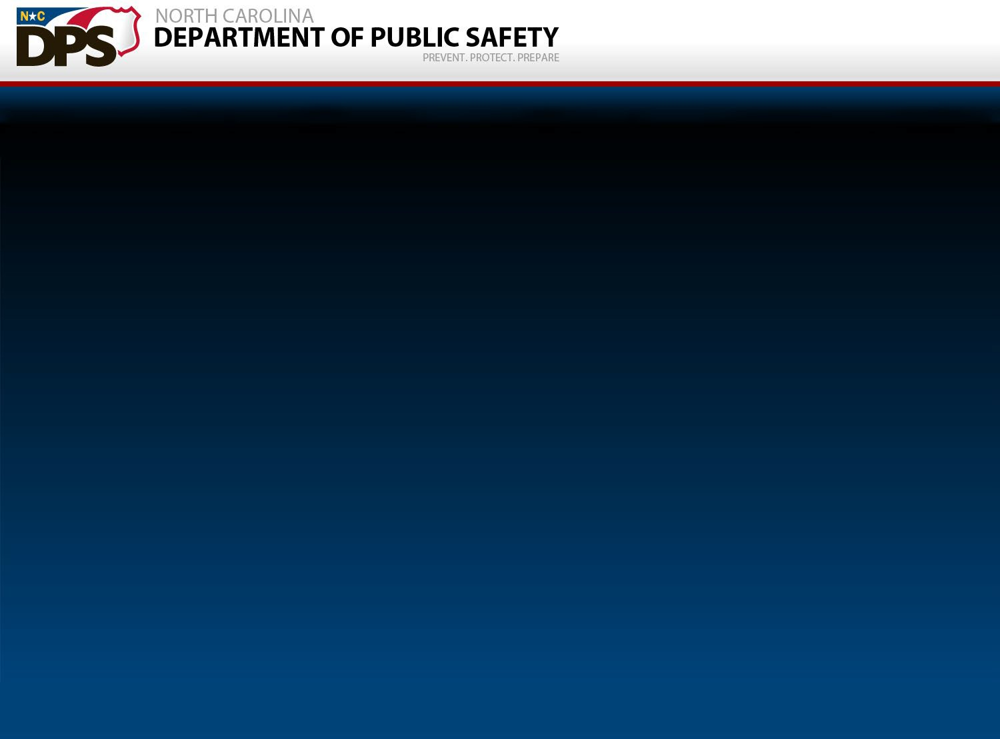 N★C
DPS
NORTH CAROLINA
DEPARTMENT OF PUBLIC SAFETY
PREVENT. PROTECT. PREPARE